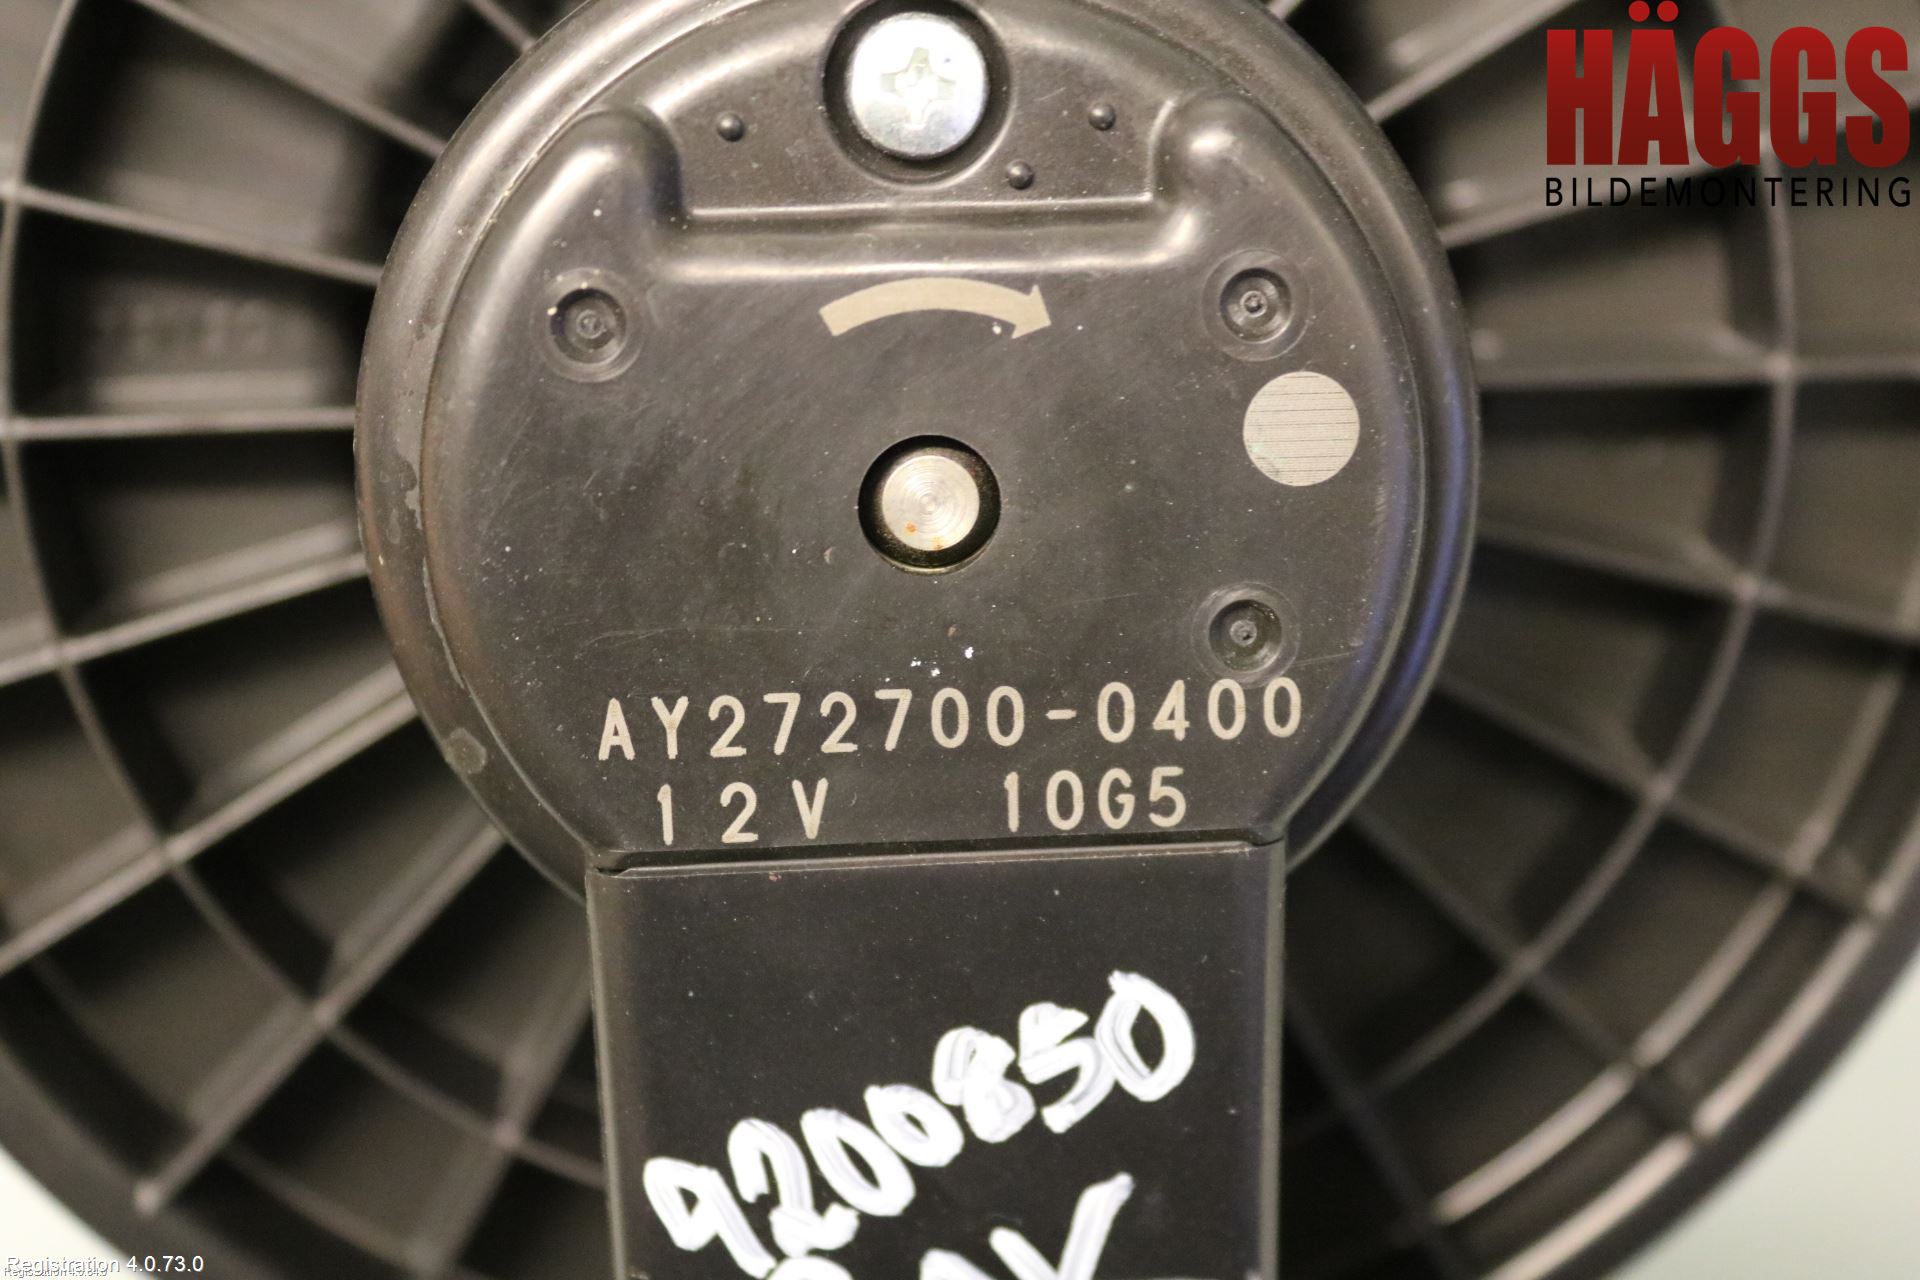 HÄGGS
BILDEMONTERING
AY272700-0400
12V 10G5
9200850
Registration 4.0.73.0